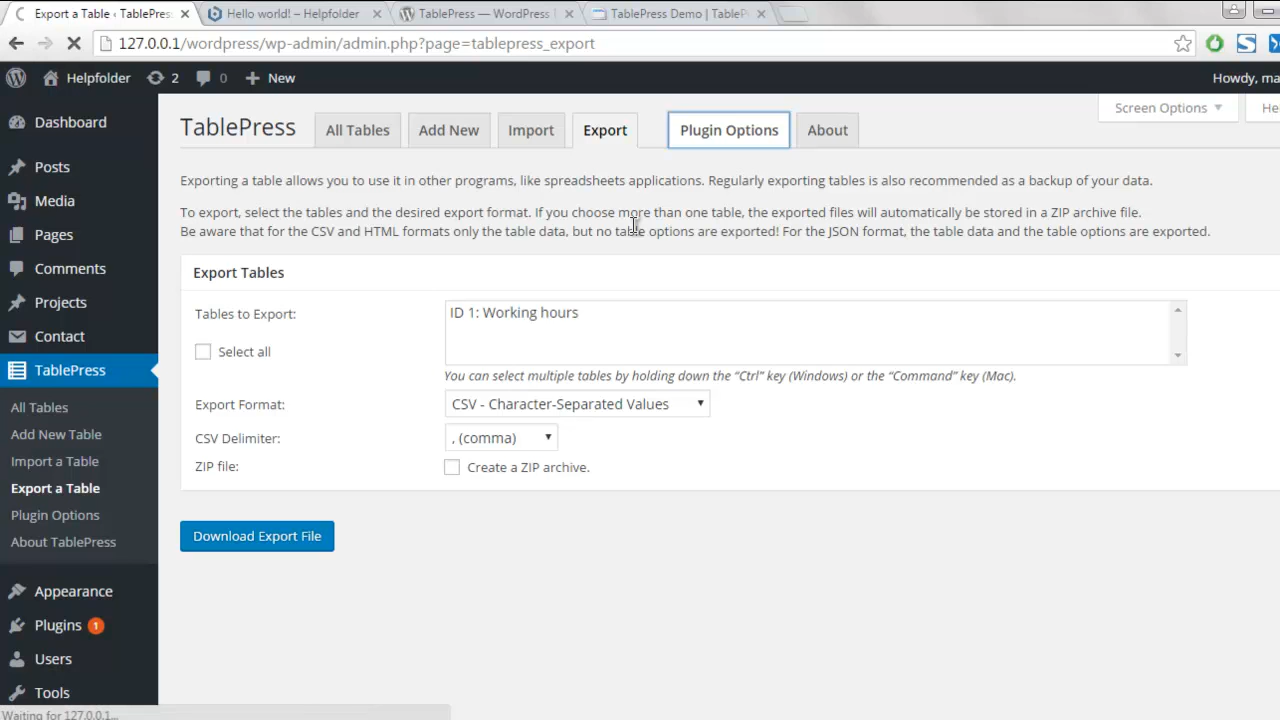 Export a Table ‹ TablePres
Hello world! – Helpfolder
TablePress — WordPress
TablePress Demo | TableP
127.0.0.1/wordpress/wp-admin/admin.php?page=tablepress_export
Helpfolder 2 0 New Howdy, ma
Screen Options He
TablePress All Tables Add New Import Export Plugin Options About
Dashboard
Posts
Media
Pages
Comments
Projects
Contact
TablePress
All Tables
Add New Table
Import a Table
Export a Table
Plugin Options
About TablePress
Appearance
Plugins 1
Users
Tools
Exporting a table allows you to use it in other programs, like spreadsheets applications. Regularly exporting tables is also recommended as a backup of your data.
To export, select the tables and the desired export format. If you choose more than one table, the exported files will automatically be stored in a ZIP archive file.
Be aware that for the CSV and HTML formats only the table data, but no table options are exported! For the JSON format, the table data and the table options are exported.
Export Tables
Tables to Export: ID 1: Working hours
Select all
You can select multiple tables by holding down the “Ctrl” key (Windows) or the “Command” key (Mac).
Export Format: CSV - Character-Separated Values
CSV Delimiter: , (comma)
ZIP file: Create a ZIP archive.
Download Export File
Waiting for 127.0.0.1...